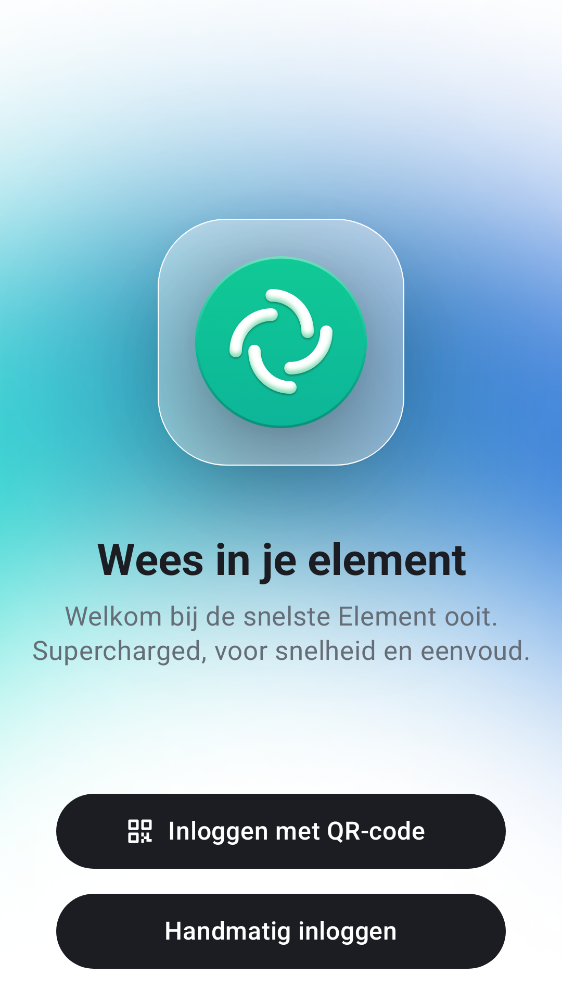 Wees in je element
Welkom bij de snelste Element ooit.
Supercharged, voor snelheid en eenvoud.
Inloggen met QR-code
Handmatig inloggen